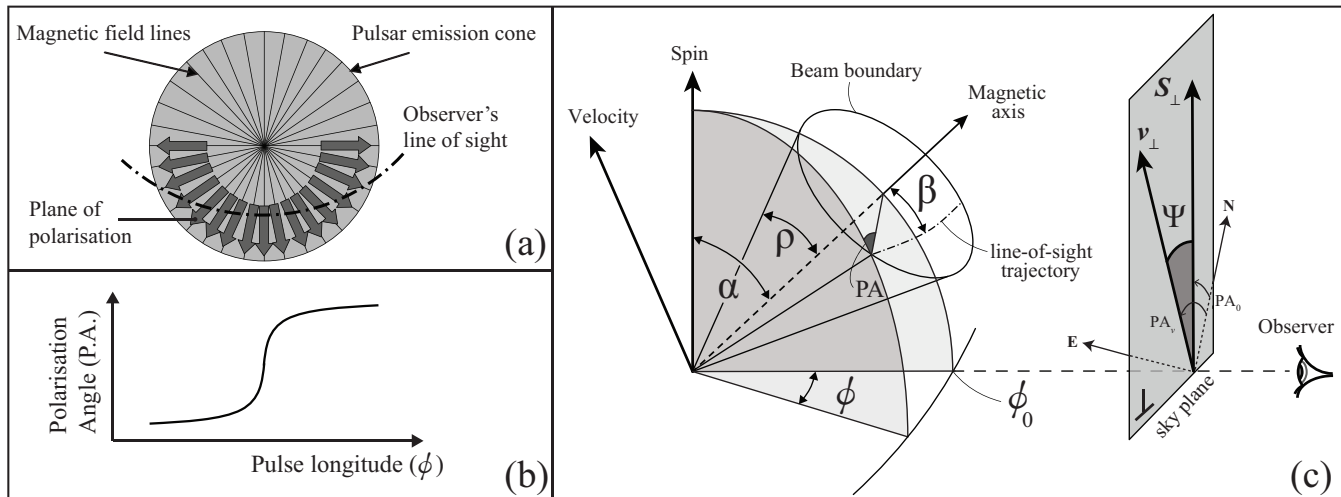 Magnetic field lines
Pulsar emission cone
Observer's
line of sight
Plane of
polarisation
(a)
Polarisation
Angle (P.A.)
Pulse longitude (ϕ)
(b)
Velocity
Spin
Beam boundary
Magnetic
axis
α
ρ
β
PA
line-of-sight
trajectory
ϕ
ϕ₀
S⊥
v⊥
Ψ
N
PA₀
PAᵥ
E
Observer
sky plane
(c)